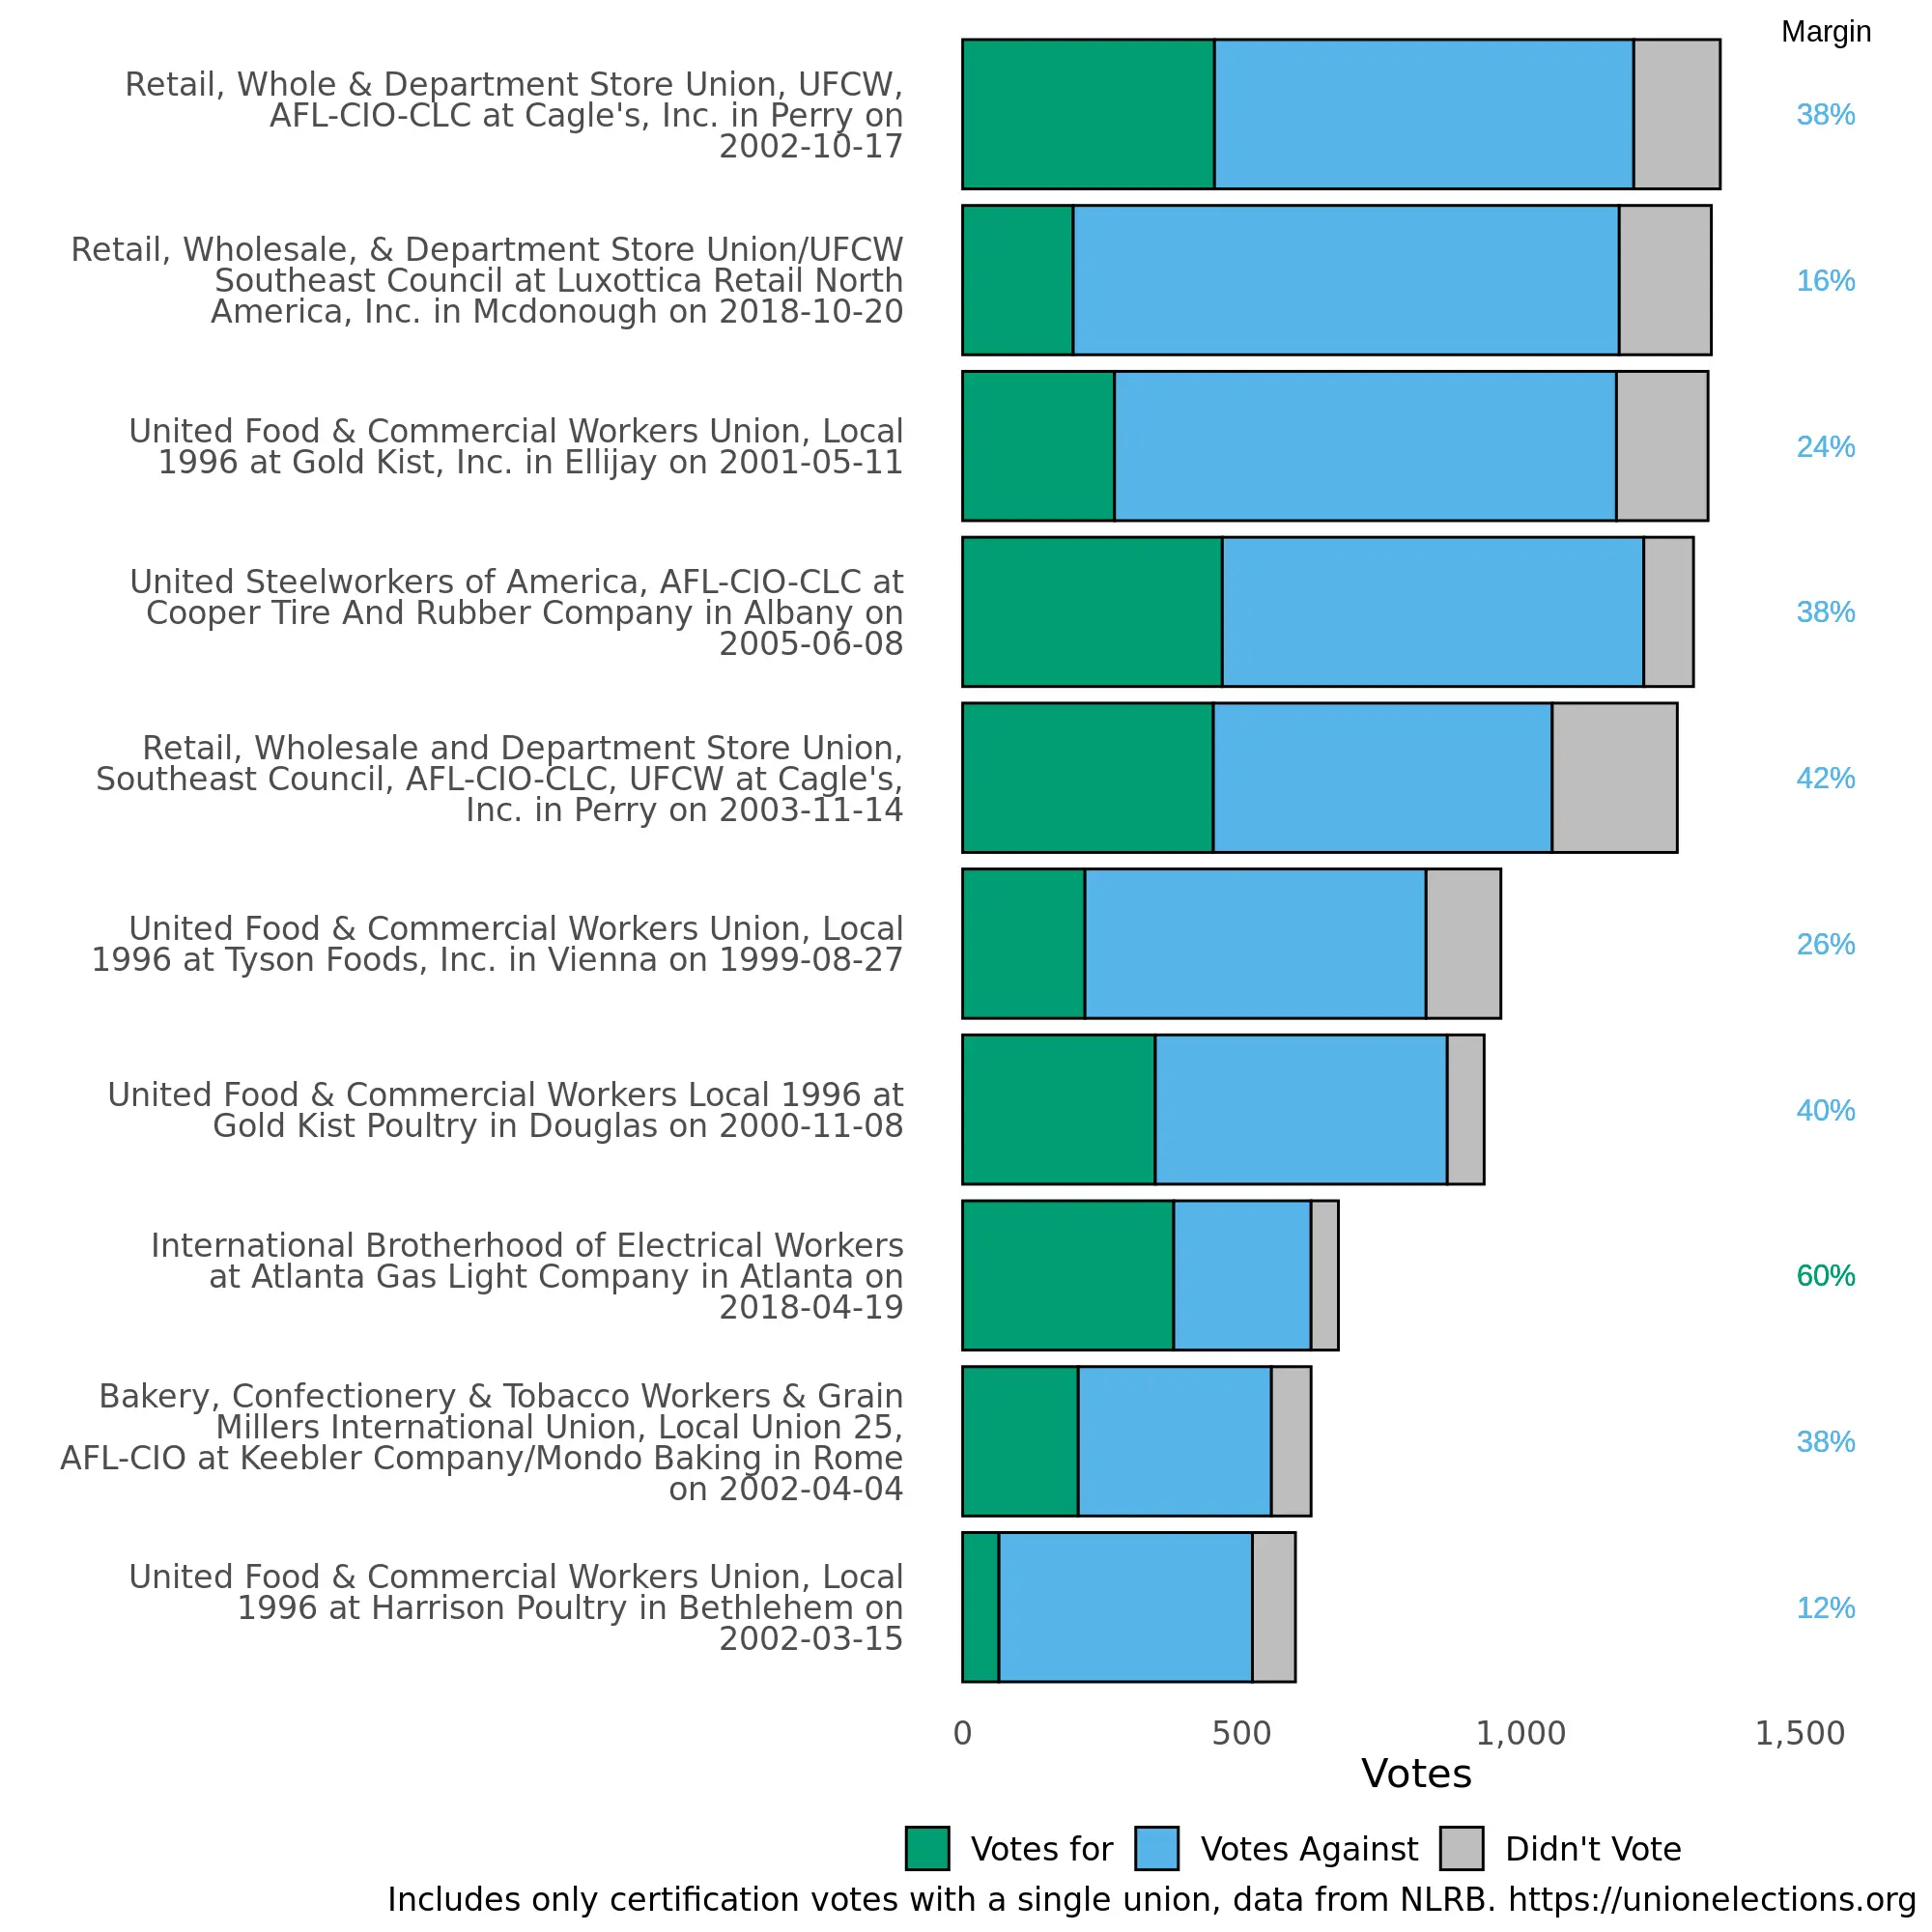 Margin
Retail, Whole & Department Store Union, UFCW,
AFL-CIO-CLC at Cagle's, Inc. in Perry on
2002-10-17
38%
Retail, Wholesale, & Department Store Union/UFCW
Southeast Council at Luxottica Retail North
America, Inc. in Mcdonough on 2018-10-20
16%
United Food & Commercial Workers Union, Local
1996 at Gold Kist, Inc. in Ellijay on 2001-05-11
24%
United Steelworkers of America, AFL-CIO-CLC at
Cooper Tire And Rubber Company in Albany on
2005-06-08
38%
Retail, Wholesale and Department Store Union,
Southeast Council, AFL-CIO-CLC, UFCW at Cagle's,
Inc. in Perry on 2003-11-14
42%
United Food & Commercial Workers Union, Local
1996 at Tyson Foods, Inc. in Vienna on 1999-08-27
26%
United Food & Commercial Workers Local 1996 at
Gold Kist Poultry in Douglas on 2000-11-08
40%
International Brotherhood of Electrical Workers
at Atlanta Gas Light Company in Atlanta on
2018-04-19
60%
Bakery, Confectionery & Tobacco Workers & Grain
Millers International Union, Local Union 25,
AFL-CIO at Keebler Company/Mondo Baking in Rome
on 2002-04-04
38%
United Food & Commercial Workers Union, Local
1996 at Harrison Poultry in Bethlehem on
2002-03-15
12%
0 500 1,000 1,500
Votes
Votes for Votes Against Didn't Vote
Includes only certification votes with a single union, data from NLRB. https://unionelections.org